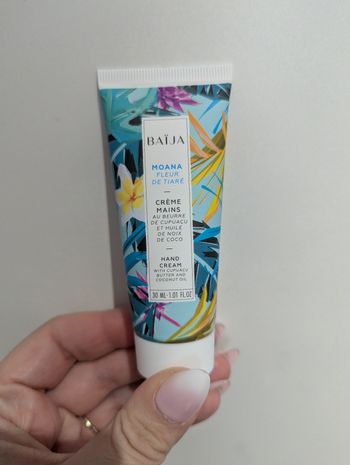 BAÏJA
MOANA
FLEUR
DE TIARÉ
CRÈME
MAINS
AU BEURRE
DE CUPUAÇU
ET HUILE
DE NOIX
DE COCO
HAND
CREAM
WITH CUPUAÇU
BUTTER AND
COCONUT OIL
30 ML-1.01 FL.OZ